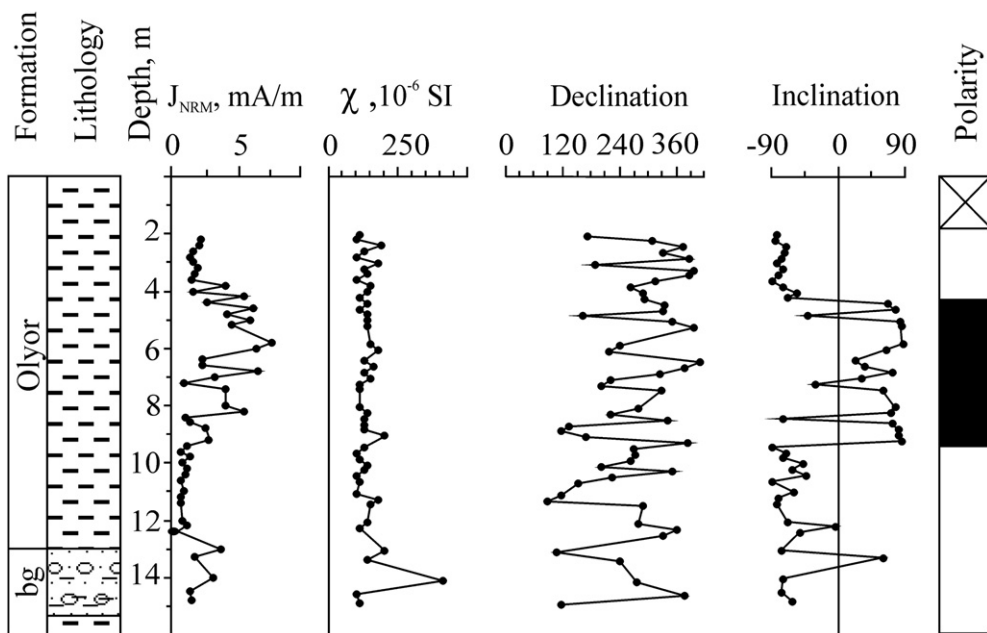 Formation
Lithology
Depth, m
J_NRM, mA/m
χ ,10⁻⁶ SI
Declination
Inclination
Polarity
0 5
0 250
0 120 240 360
-90 0 90
2
4
6
8
10
12
14
Olyor
bg